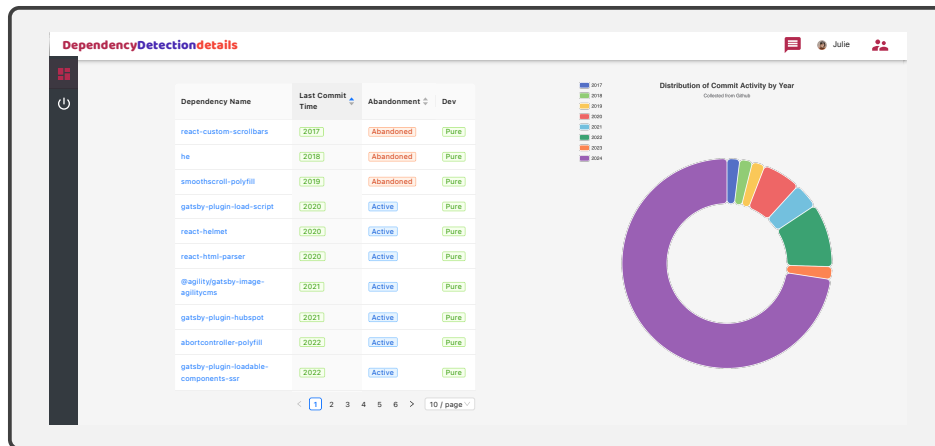 DependencyDetectiondetails
Julie
Dependency Name
Last Commit
Time
Abandonment
Dev
react-custom-scrollbars 2017 Abandoned Pure
he 2018 Abandoned Pure
smoothscroll-polyfill 2019 Abandoned Pure
gatsby-plugin-load-script 2020 Active Pure
react-helmet 2020 Active Pure
react-html-parser 2020 Active Pure
@agility/gatsby-image-
agilitycms 2021 Active Pure
gatsby-plugin-hubspot 2021 Active Pure
abortcontroller-polyfill 2022 Active Pure
gatsby-plugin-loadable-
components-ssr 2022 Active Pure
< 1 2 3 4 5 6 > 10 / page
Distribution of Commit Activity by Year
Collected from Github
2017
2018
2019
2020
2021
2022
2023
2024